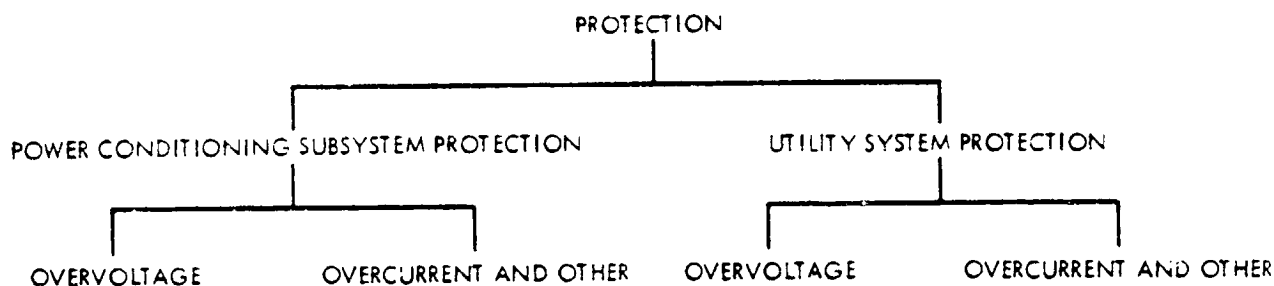 PROTECTION
POWER CONDITIONING SUBSYSTEM PROTECTION
UTILITY SYSTEM PROTECTION
OVERVOLTAGE
OVERCURRENT AND OTHER
OVERVOLTAGE
OVERCURRENT AND OTHER